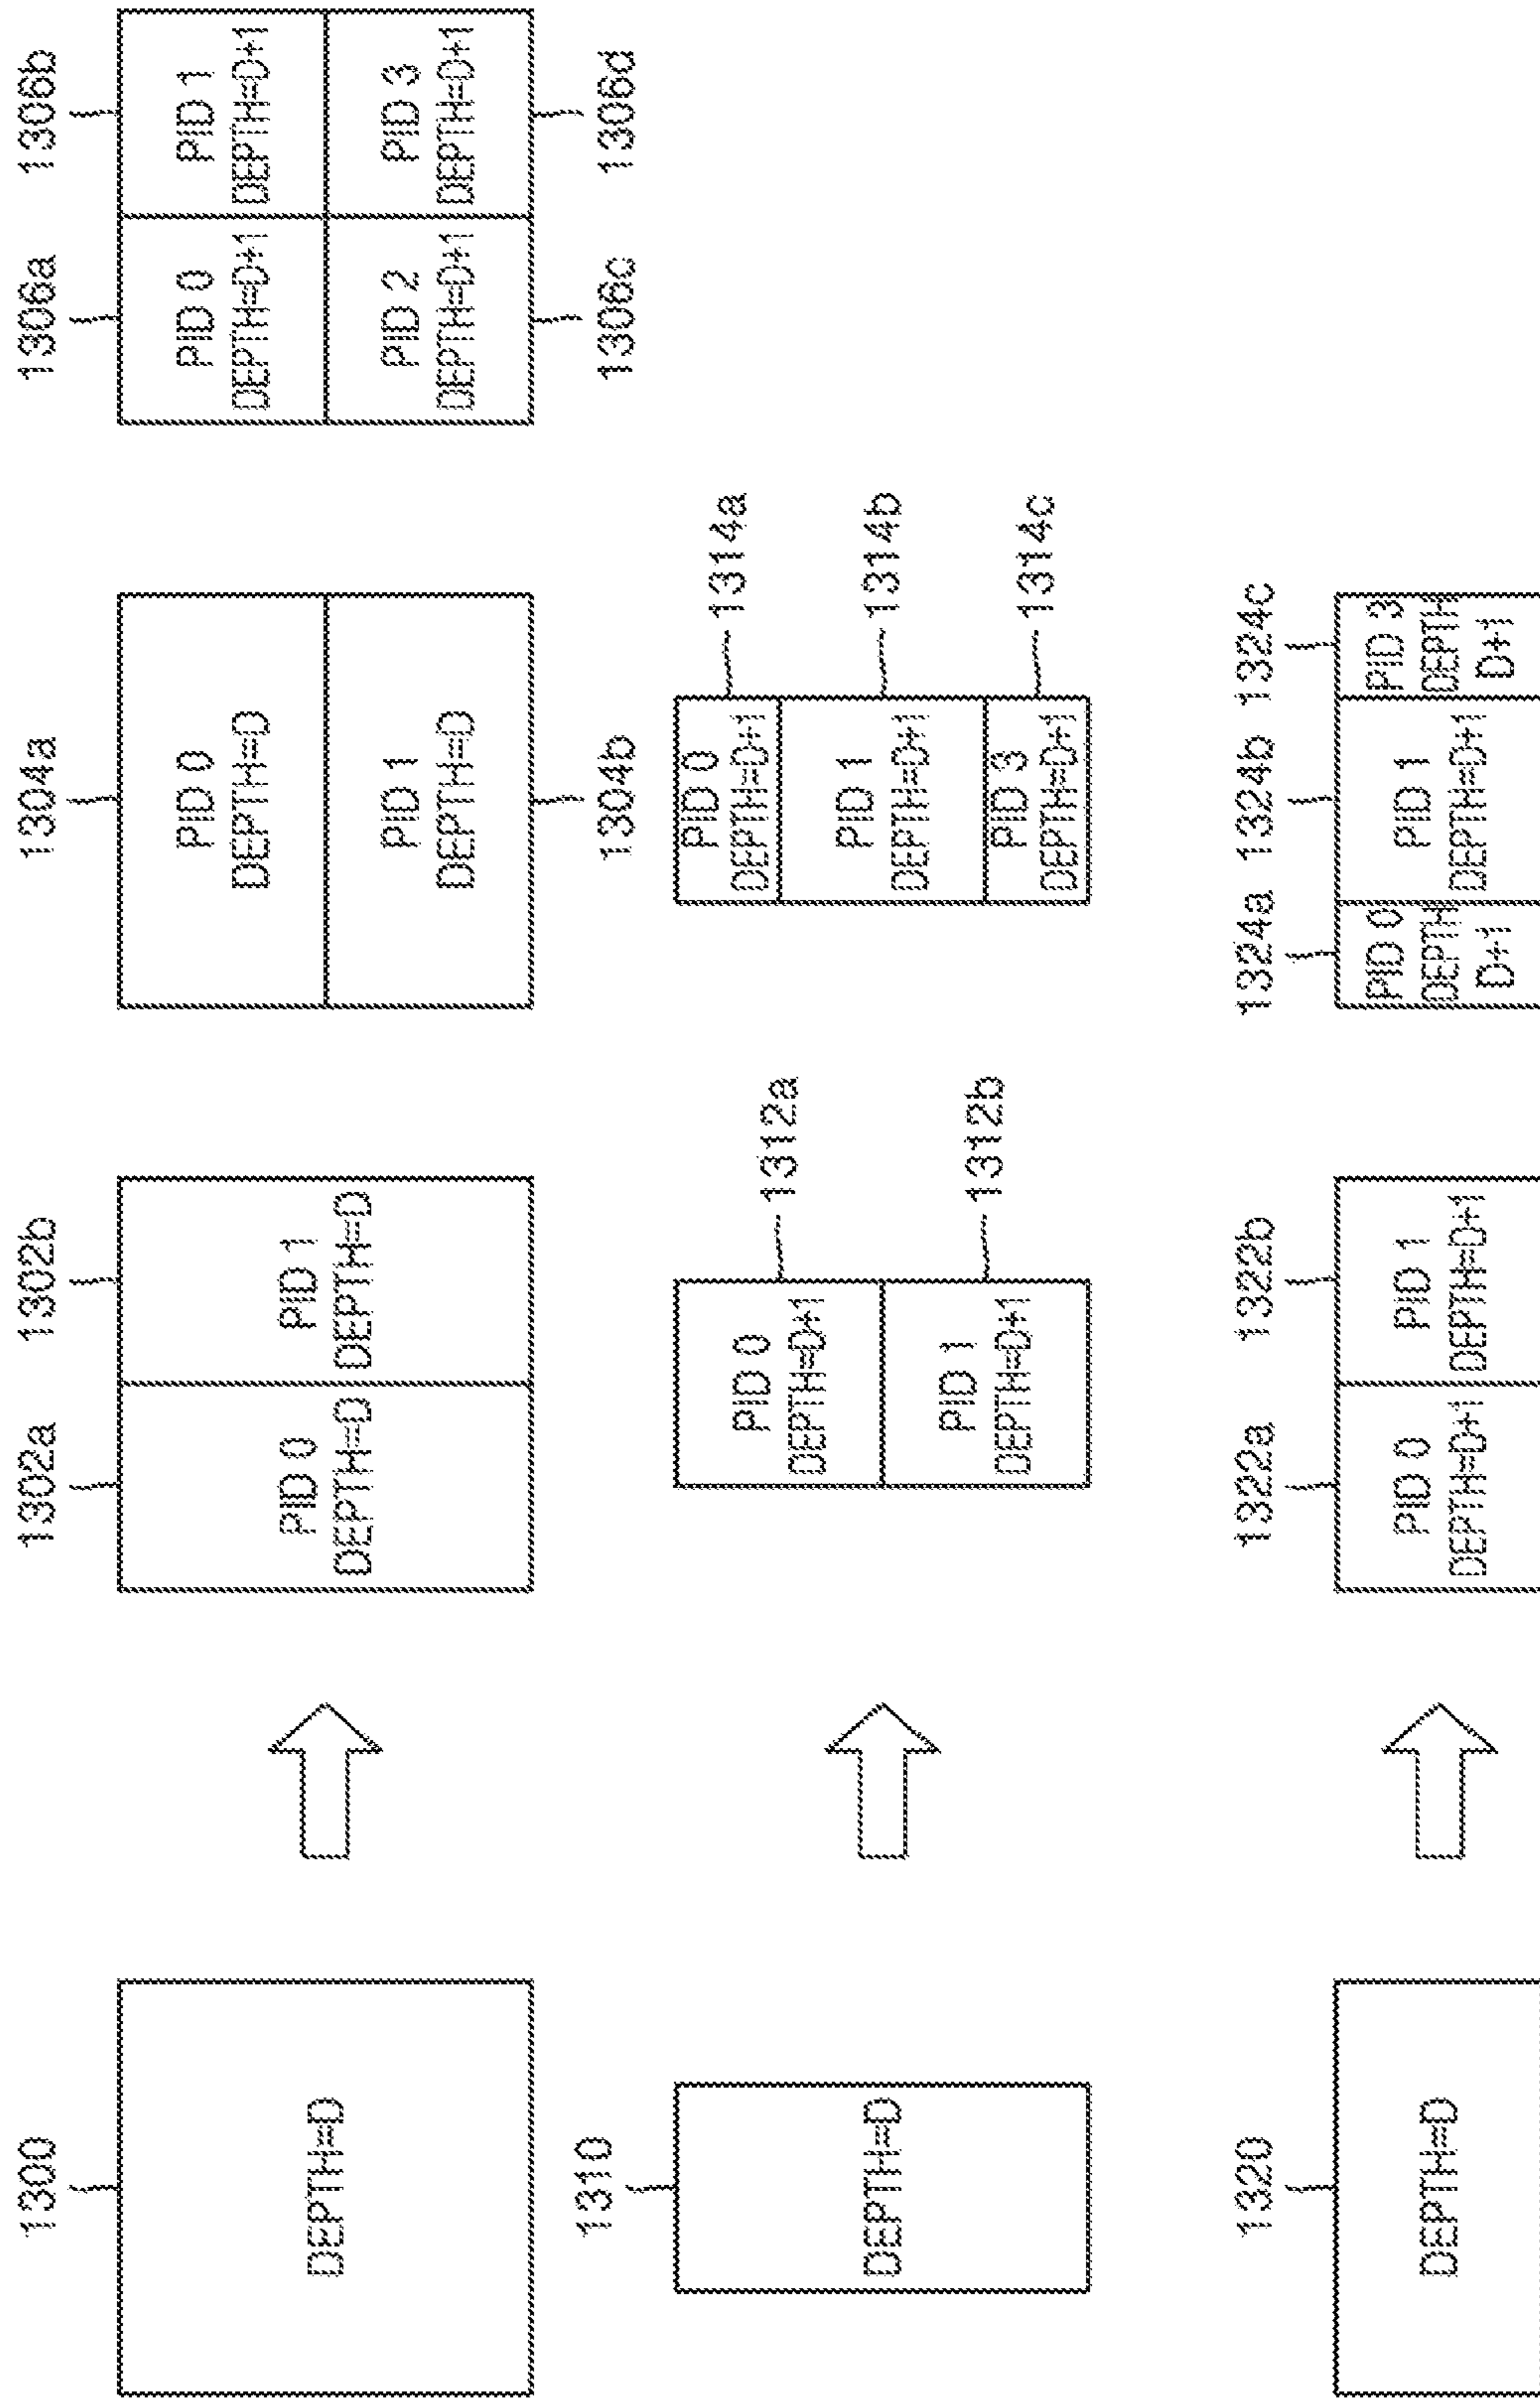 1300
1302a
1302b
1304a
1306a
1306b
DEPTH=D
PID 0
DEPTH=D
PID 1
DEPTH=D
PID 0
DEPTH=D
PID 1
DEPTH=D
PID 0
DEPTH=D+1
PID 1
DEPTH=D+1
PID 2
DEPTH=D+1
PID 3
DEPTH=D+1
1304b
1306c
1306d
1310
DEPTH=D
PID 0
DEPTH=D+1
1312a
PID 1
DEPTH=D+1
1312b
PID 0
DEPTH=D+1
1314a
PID 1
DEPTH=D+1
1314b
PID 3
DEPTH=D+1
1314c
1320
1322a
1322b
1324a
1324b
1324c
DEPTH=D
PID 0
DEPTH=D+1
PID 1
DEPTH=D+1
PID 0
DEPTH
D+1
PID 1
DEPTH=D+1
PID 3
DEPTH
D+1